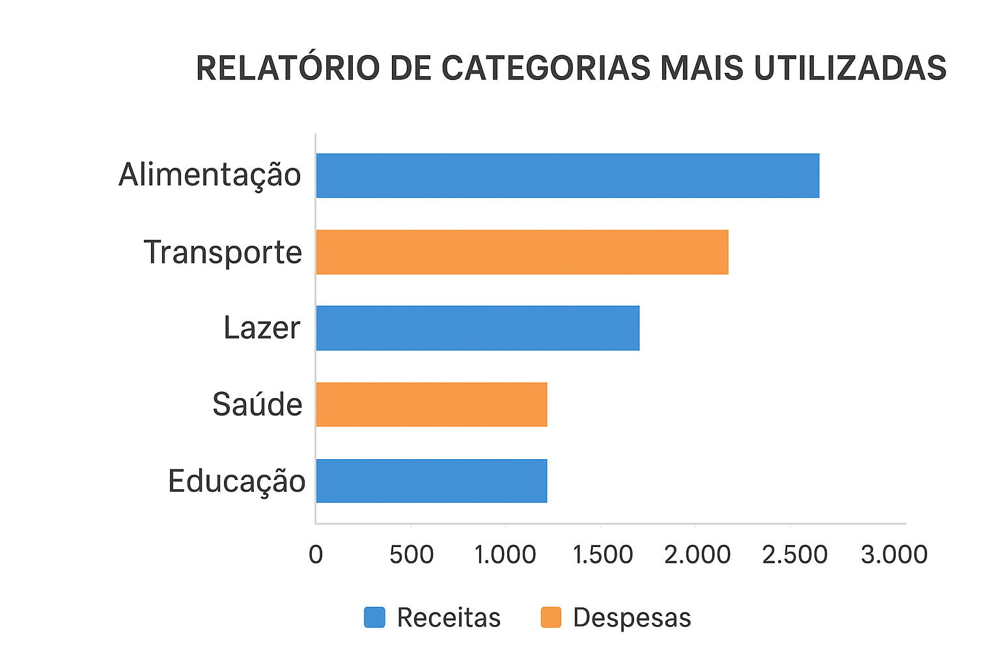 RELATÓRIO DE CATEGORIAS MAIS UTILIZADAS
Alimentação
Transporte
Lazer
Saúde
Educação
0 500 1.000 1.500 2.000 2.500 3.000
Receitas Despesas